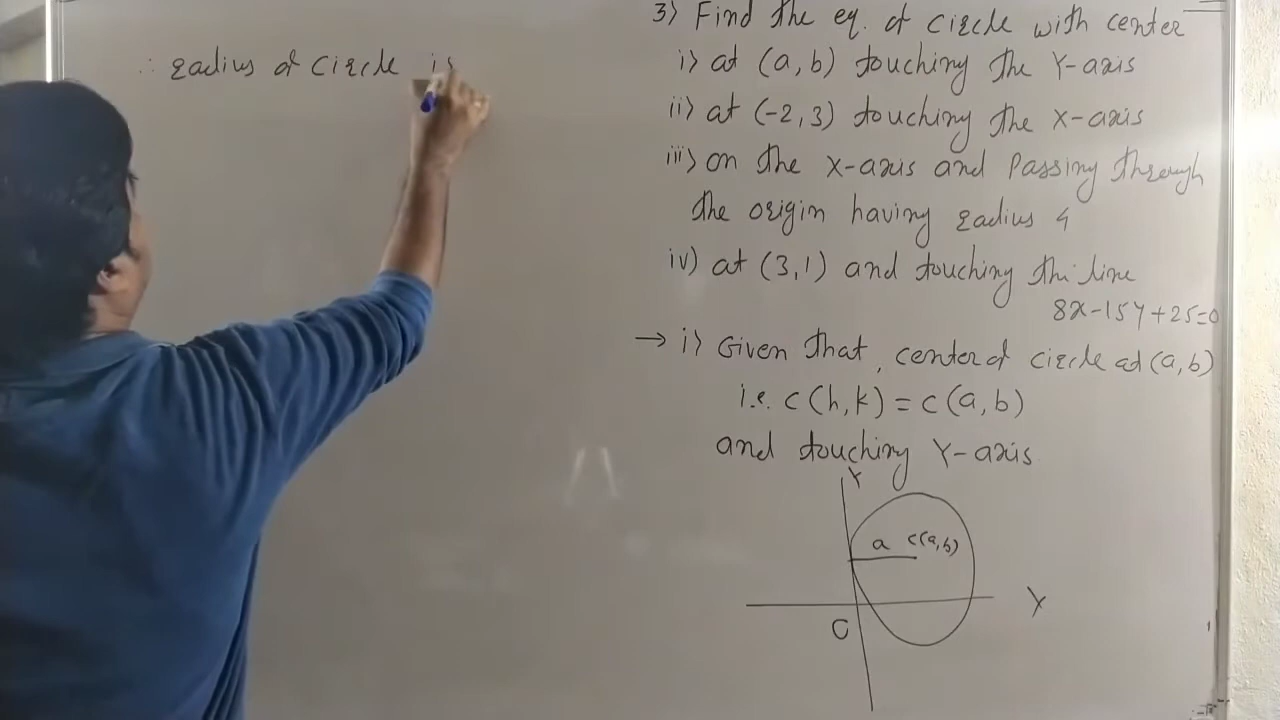 ∴ radius of circle is
3) Find the eq. of circle with center
i) at (a, b) touching the Y-axis
ii) at (-2, 3) touching the X-axis
iii) on the X-axis and Passing through
the origin having radius 4
iv) at (3, 1) and touching the line
8x-15y+25=0
→ i) Given that, center of circle at (a, b)
i.e. c(h, k) = c(a, b)
and touching Y-axis
Y
a c(a,b)
Y
O